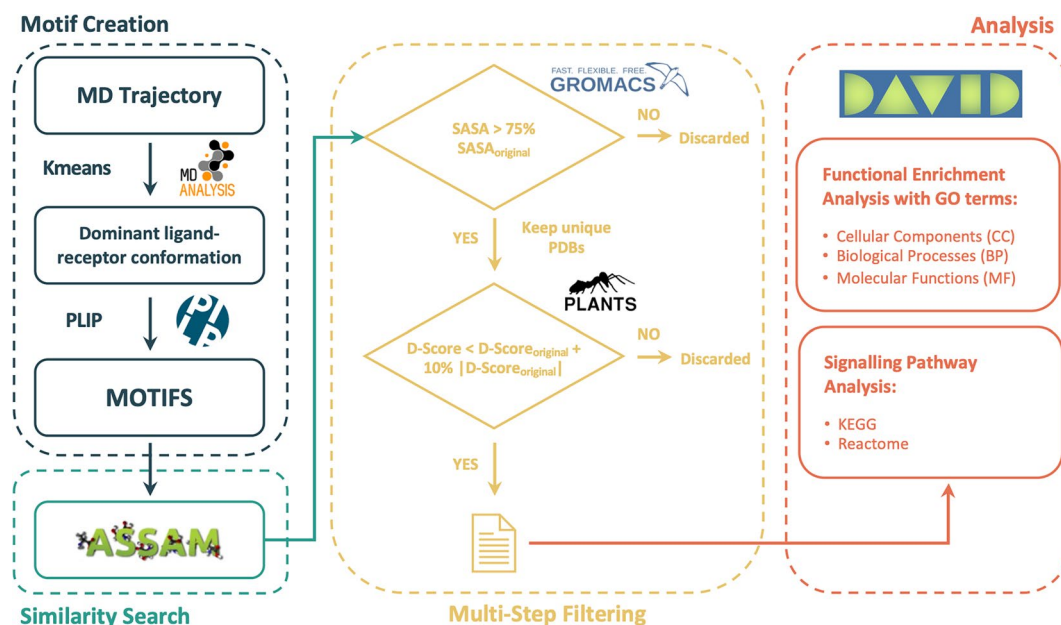 Motif Creation
MD Trajectory
Kmeans
MD
ANALYSIS
Dominant ligand-
receptor conformation
PLIP
PLIP
MOTIFS
ASSAM
Similarity Search
FAST. FLEXIBLE. FREE.
GROMACS
SASA > 75%
SASAoriginal
NO
Discarded
YES
Keep unique
PDBs
PLANTS
D-Score < D-Scoreoriginal +
10% |D-Scoreoriginal|
NO
Discarded
YES
Multi-Step Filtering
Analysis
DAVID
Functional Enrichment
Analysis with GO terms:
• Cellular Components (CC)
• Biological Processes (BP)
• Molecular Functions (MF)
Signalling Pathway
Analysis:
• KEGG
• Reactome